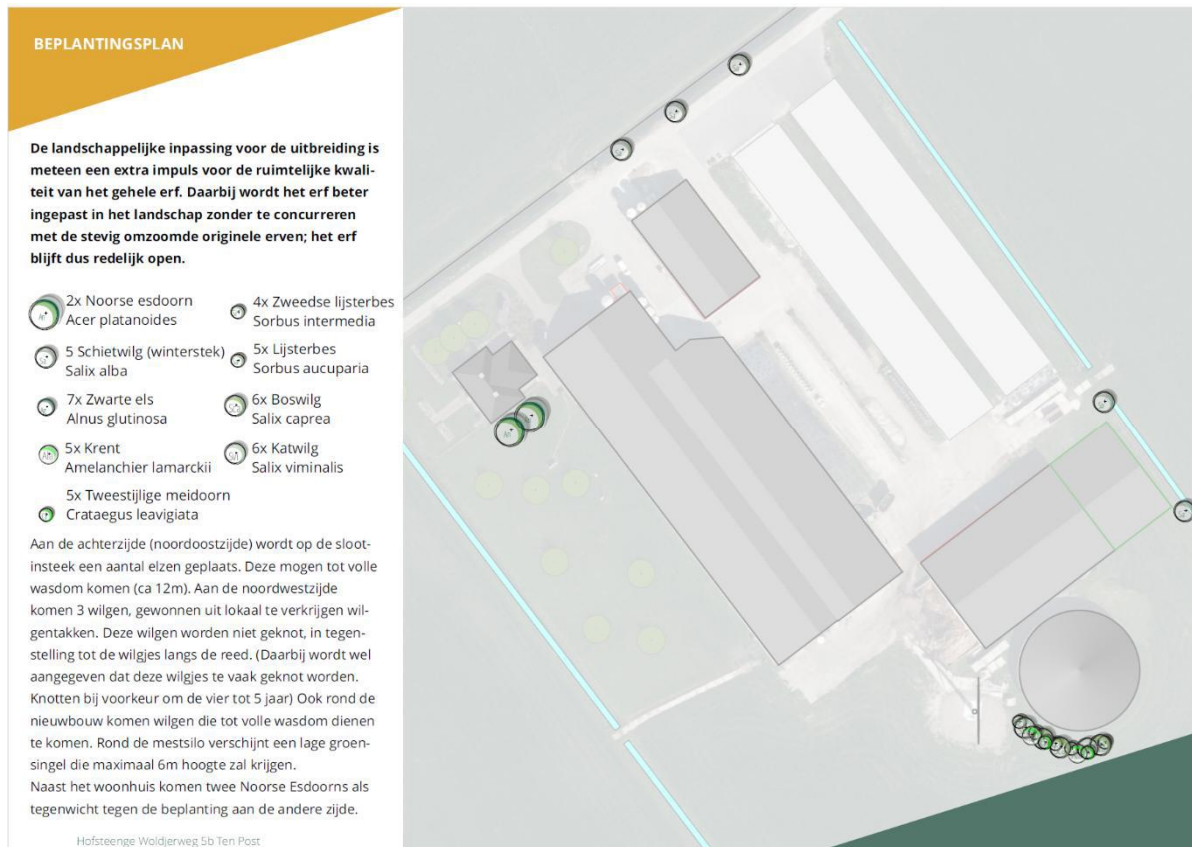 BEPLANTINGSPLAN
De landschappelijke inpassing voor de uitbreiding is
meteen een extra impuls voor de ruimtelijke kwali-
teit van het gehele erf. Daarbij wordt het erf beter
ingepast in het landschap zonder te concurreren
met de stevig omzoomde originele erven; het erf
blijft dus redelijk open.
2x Noorse esdoorn
Acer platanoides
5 Schietwilg (winterstek)
Salix alba
7x Zwarte els
Alnus glutinosa
5x Krent
Amelanchier lamarckii
5x Tweestijlige meidoorn
Crataegus leavigiata
4x Zweedse lijsterbes
Sorbus intermedia
5x Lijsterbes
Sorbus aucuparia
6x Boswilg
Salix caprea
6x Katwilg
Salix viminalis
Aan de achterzijde (noordoostzijde) wordt op de sloot-
insteek een aantal elzen geplaats. Deze mogen tot volle
wasdom komen (ca 12m). Aan de noordwestzijde
komen 3 wilgen, gewonnen uit lokaal te verkrijgen wil-
gentakken. Deze wilgen worden niet geknot, in tegen-
stelling tot de wilgjes langs de reed. (Daarbij wordt wel
aangegeven dat deze wilgjes te vaak geknot worden.
Knotten bij voorkeur om de vier tot 5 jaar) Ook rond de
nieuwbouw komen wilgen die tot volle wasdom dienen
te komen. Rond de mestsilo verschijnt een lage groen-
singel die maximaal 6m hoogte zal krijgen.
Naast het woonhuis komen twee Noorse Esdoorns als
tegenwicht tegen de beplanting aan de andere zijde.
Hofsteenge Woldjerweg 5b Ten Post